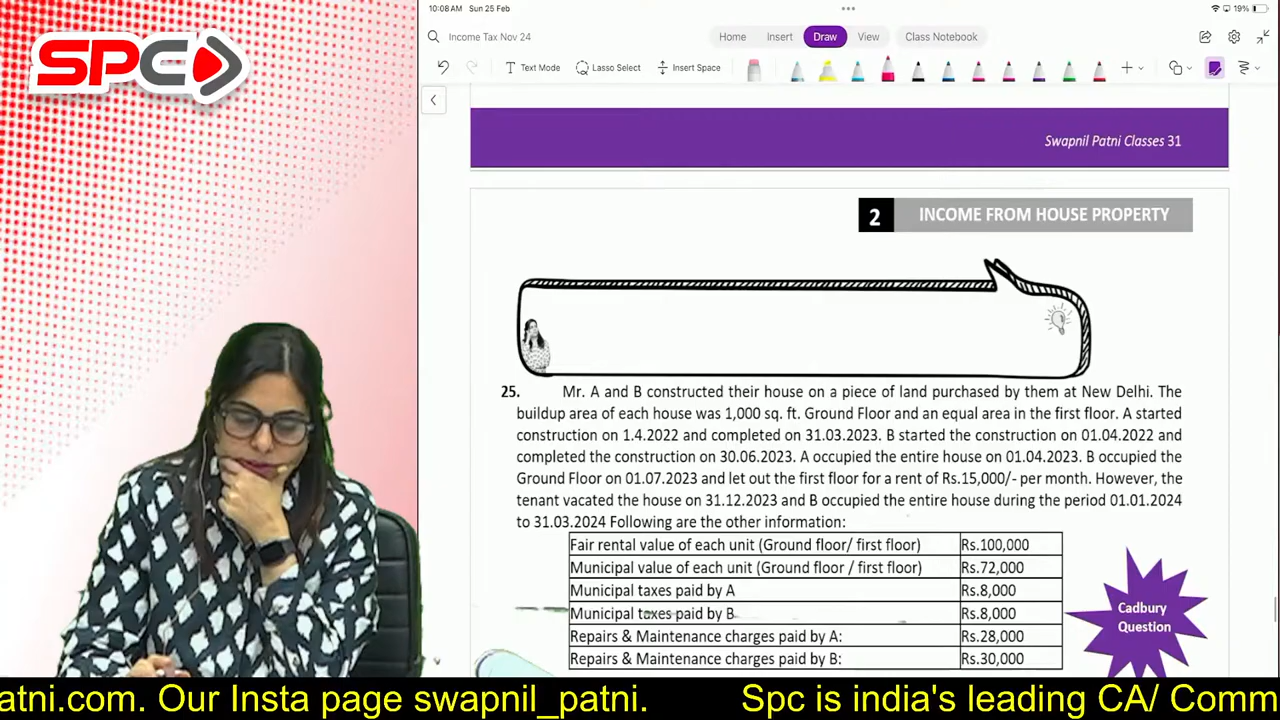 10:08 AM Sun 25 Feb
19%
SPC
Income Tax Nov 24
Home Insert Draw View Class Notebook
Text Mode Lasso Select Insert Space
Swapnil Patni Classes 31
2 INCOME FROM HOUSE PROPERTY
25. Mr. A and B constructed their house on a piece of land purchased by them at New Delhi. The
buildup area of each house was 1,000 sq. ft. Ground Floor and an equal area in the first floor. A started
construction on 1.4.2022 and completed on 31.03.2023. B started the construction on 01.04.2022 and
completed the construction on 30.06.2023. A occupied the entire house on 01.04.2023. B occupied the
Ground Floor on 01.07.2023 and let out the first floor for a rent of Rs.15,000/- per month. However, the
tenant vacated the house on 31.12.2023 and B occupied the entire house during the period 01.01.2024
to 31.03.2024 Following are the other information:
Fair rental value of each unit (Ground floor/ first floor) Rs.100,000
Municipal value of each unit (Ground floor / first floor) Rs.72,000
Municipal taxes paid by A Rs.8,000
Municipal taxes paid by B Rs.8,000
Repairs & Maintenance charges paid by A: Rs.28,000
Repairs & Maintenance charges paid by B: Rs.30,000
Cadbury
Question
atni.com. Our Insta page swapnil_patni. Spc is india's leading CA/ Comm